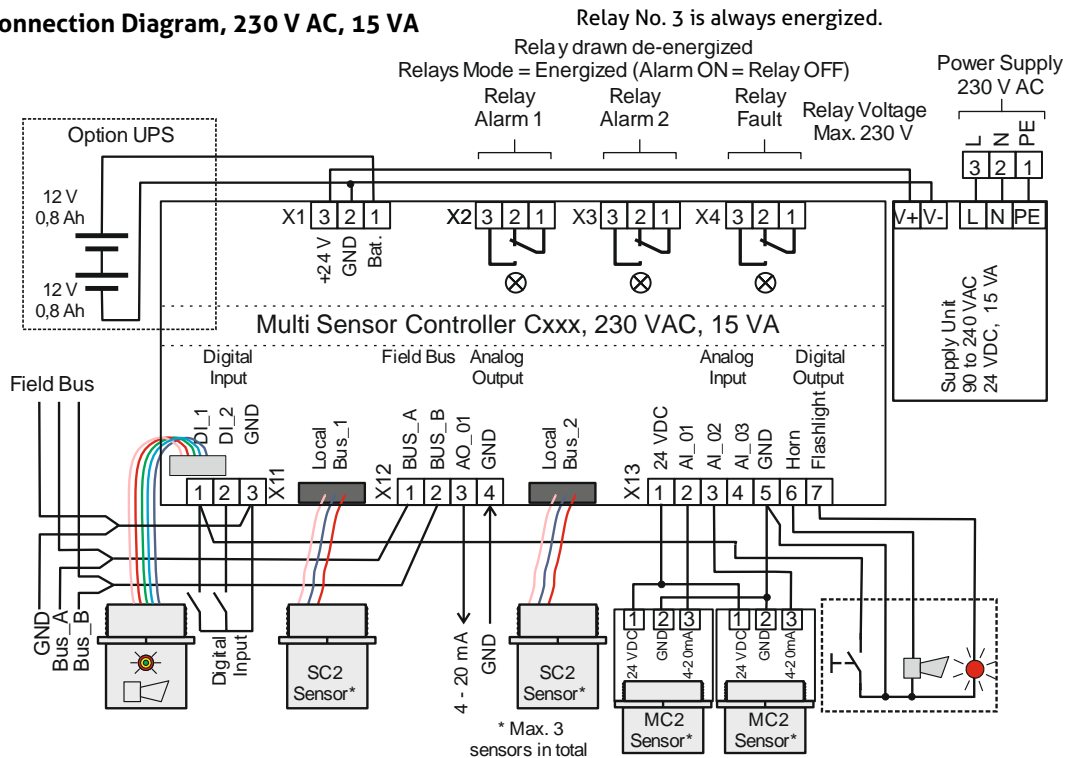 onnection Diagram, 230 V AC, 15 VA
Relay No. 3 is always energized.
Relay drawn de-energized
Relays Mode = Energized (Alarm ON = Relay OFF)
Relay Alarm 1
Relay Alarm 2
Relay Fault
Relay Voltage
Max. 230 V
Power Supply
230 V AC
L N PE
3 2 1
Option UPS
12 V
0,8 Ah
12 V
0,8 Ah
X1 3 2 1
+24 V
GND
Bat.
X2 3 2 1
X3 3 2 1
X4 3 2 1
V+ V-
L N PE
Supply Unit
90 to 240 VAC
24 VDC, 15 VA
Multi Sensor Controller Cxxx, 230 VAC, 15 VA
Digital Input
Field Bus
Analog Output
Analog Input
Digital Output
Field Bus
DI_1
DI_2
GND
1 2 3 X11
Local
Bus_1
X12
BUS_A
BUS_B
AO_01
GND
1 2 3 4
Local
Bus_2
X13
24 VDC
AI_01
AI_02
AI_03
GND
Horn
Flashlight
1 2 3 4 5 6 7
GND
Bus_A
Bus_B
Digital
Input
SC2
Sensor*
4 - 20 mA
GND
SC2
Sensor*
* Max. 3
sensors in total
1 2 3
24 VDC
GND
4-20mA
MC2
Sensor*
1 2 3
24 VDC
GND
4-20mA
MC2
Sensor*